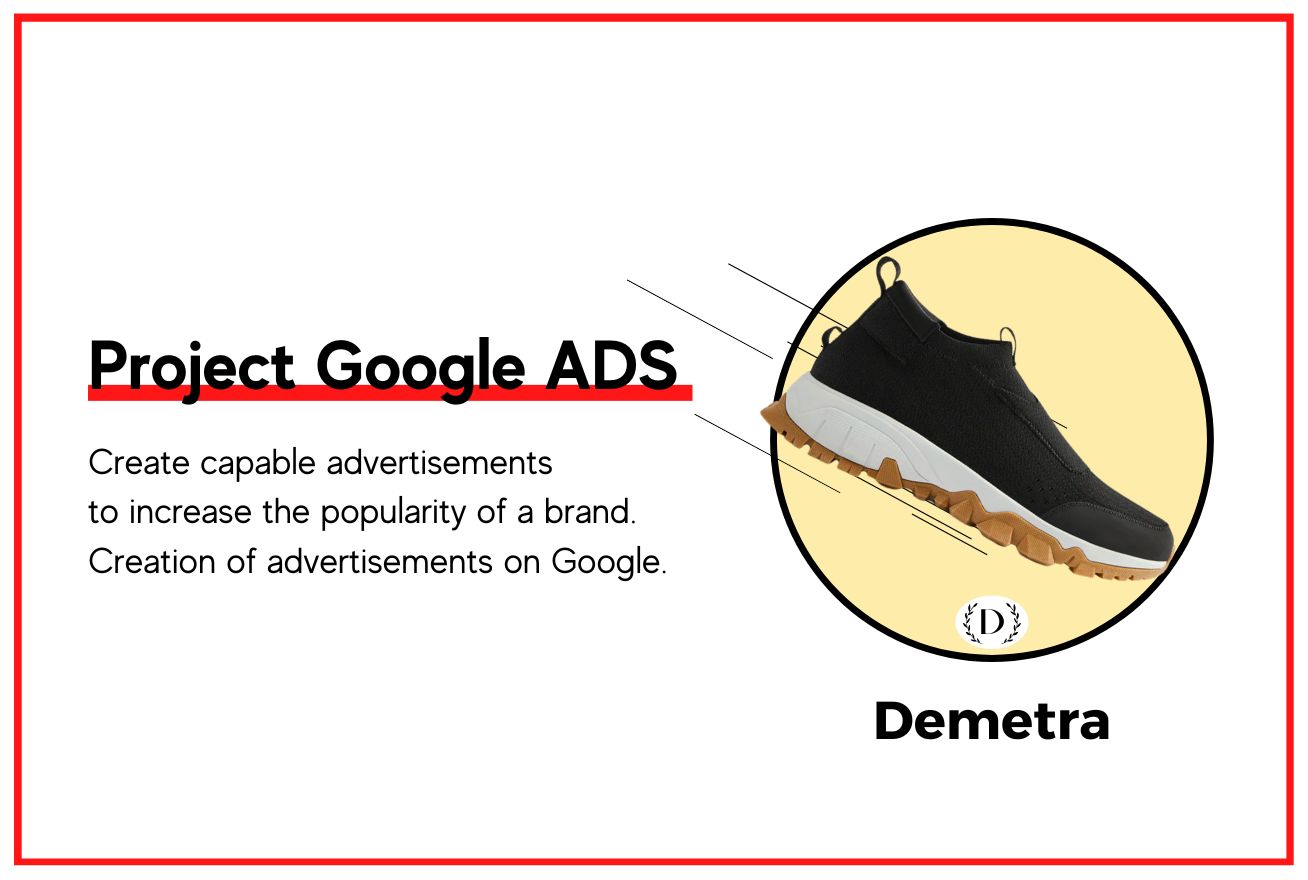 Project Google ADS
Create capable advertisements
to increase the popularity of a brand.
Creation of advertisements on Google.
D
Demetra